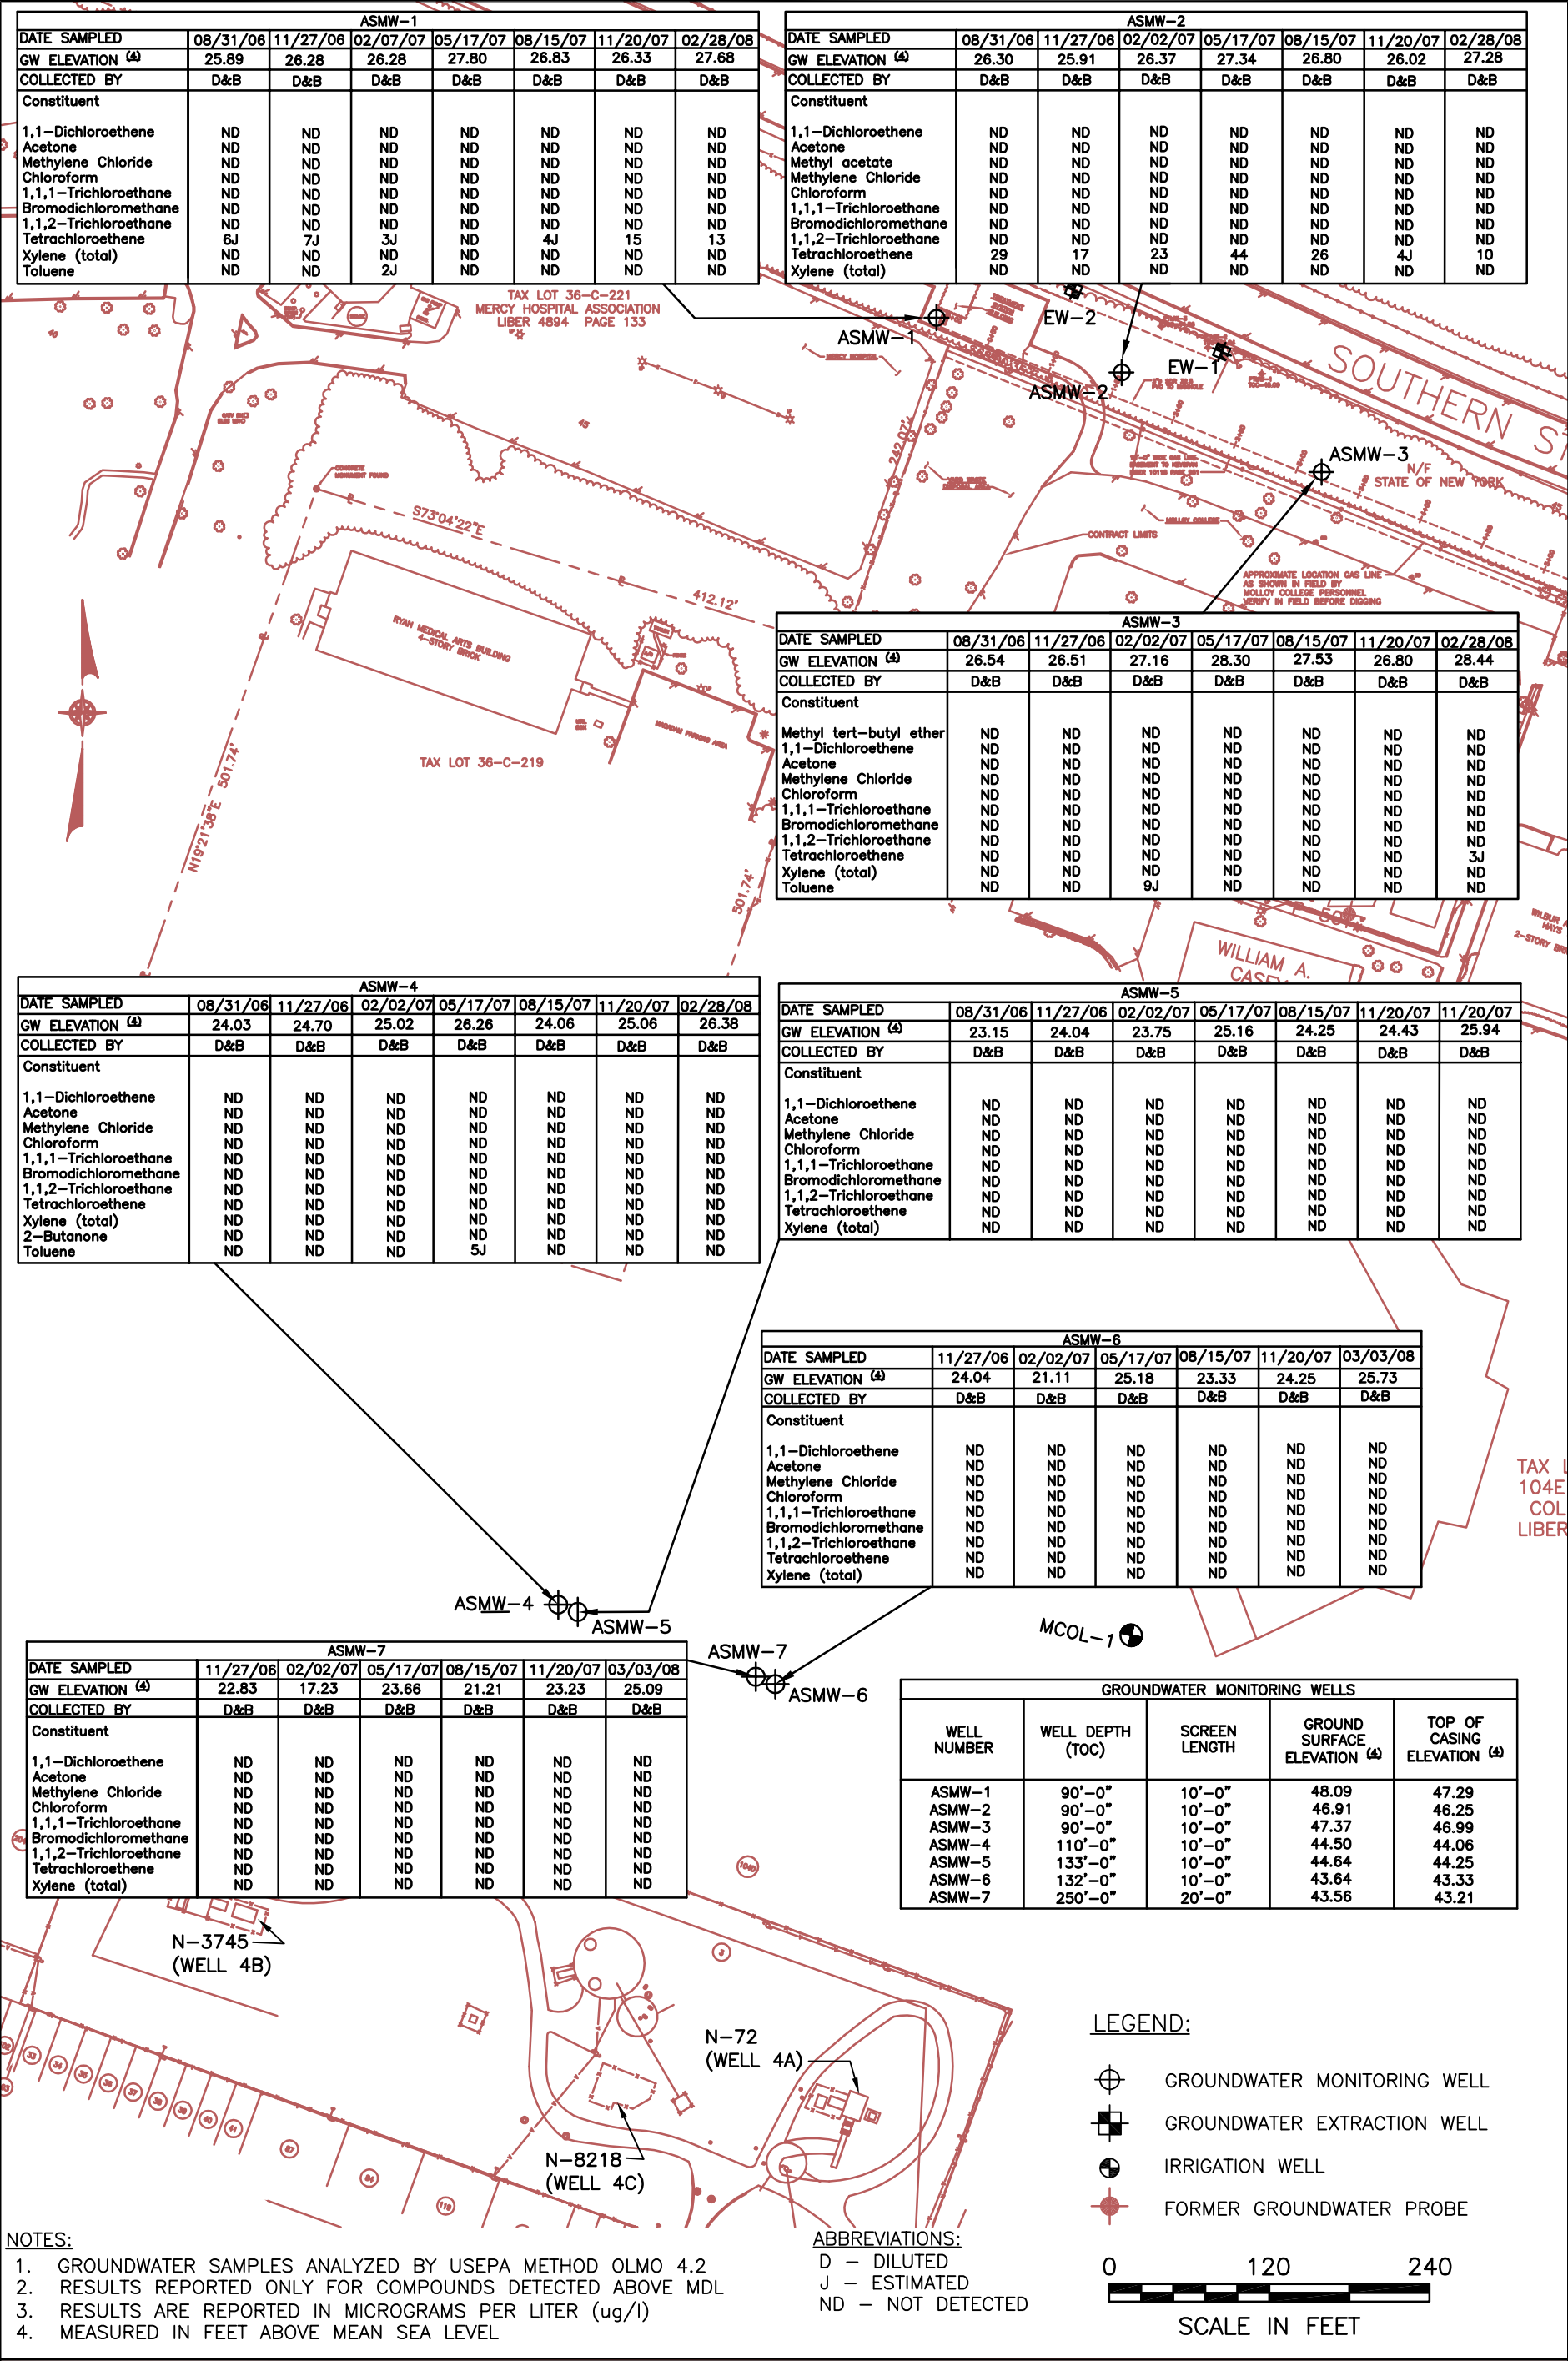 ASMW-1
DATE SAMPLED 08/31/06 11/27/06 02/07/07 05/17/07 08/15/07 11/20/07 02/28/08
GW ELEVATION (4) 25.89 26.28 26.28 27.80 26.83 26.33 27.68
COLLECTED BY D&B D&B D&B D&B D&B D&B D&B
Constituent
1,1-Dichloroethene ND ND ND ND ND ND ND
Acetone ND ND ND ND ND ND ND
Methylene Chloride ND ND ND ND ND ND ND
Chloroform ND ND ND ND ND ND ND
1,1,1-Trichloroethane ND ND ND ND ND ND ND
Bromodichloromethane ND ND ND ND ND ND ND
1,1,2-Trichloroethane ND ND ND ND ND ND ND
Tetrachloroethene 6J 7J 3J ND 4J 15 13
Xylene (total) ND ND ND ND ND ND ND
Toluene ND ND 2J ND ND ND ND
ASMW-2
DATE SAMPLED 08/31/06 11/27/06 02/02/07 05/17/07 08/15/07 11/20/07 02/28/08
GW ELEVATION (4) 26.30 25.91 26.37 27.34 26.80 26.02 27.28
COLLECTED BY D&B D&B D&B D&B D&B D&B D&B
Constituent
1,1-Dichloroethene ND ND ND ND ND ND ND
Acetone ND ND ND ND ND ND ND
Methyl acetate ND ND ND ND ND ND ND
Methylene Chloride ND ND ND ND ND ND ND
Chloroform ND ND ND ND ND ND ND
1,1,1-Trichloroethane ND ND ND ND ND ND ND
Bromodichloromethane ND ND ND ND ND ND ND
1,1,2-Trichloroethane ND ND ND ND ND ND ND
Tetrachloroethene 29 17 23 44 26 4J 10
Xylene (total) ND ND ND ND ND ND ND
TAX LOT 36-C-221
MERCY HOSPITAL ASSOCIATION
LIBER 4894 PAGE 133
ASMW-1
EW-2
EW-1
ASMW-2
SOUTHERN ST
ASMW-3
N/F
STATE OF NEW YORK
242.07'
45
CONCRETE
MONUMENT FOUND
MERCY HOSPITAL
MOLLOY COLLEGE
S73°04'22"E
412.12'
CONTRACT LIMITS
APPROXIMATE LOCATION GAS LINE
AS SHOWN IN FIELD BY
MOLLOY COLLEGE PERSONNEL
VERIFY IN FIELD BEFORE DIGGING
RYAN MEDICAL ARTS BUILDING
4-STORY BRICK
MACADAM PARKING AREA
TAX LOT 36-C-219
N19°21'38"E 501.74'
501.74'
ASMW-3
DATE SAMPLED 08/31/06 11/27/06 02/02/07 05/17/07 08/15/07 11/20/07 02/28/08
GW ELEVATION (4) 26.54 26.51 27.16 28.30 27.53 26.80 28.44
COLLECTED BY D&B D&B D&B D&B D&B D&B D&B
Constituent
Methyl tert-butyl ether ND ND ND ND ND ND ND
1,1-Dichloroethene ND ND ND ND ND ND ND
Acetone ND ND ND ND ND ND ND
Methylene Chloride ND ND ND ND ND ND ND
Chloroform ND ND ND ND ND ND ND
1,1,1-Trichloroethane ND ND ND ND ND ND ND
Bromodichloromethane ND ND ND ND ND ND ND
1,1,2-Trichloroethane ND ND ND ND ND ND ND
Tetrachloroethene ND ND ND ND ND ND 3J
Xylene (total) ND ND ND ND ND ND ND
Toluene ND ND 9J ND ND ND ND
WILLIAM A.
CASEY
WILBUR
HAYS
2-STORY
ASMW-4
DATE SAMPLED 08/31/06 11/27/06 02/02/07 05/17/07 08/15/07 11/20/07 02/28/08
GW ELEVATION (4) 24.03 24.70 25.02 26.26 24.06 25.06 26.38
COLLECTED BY D&B D&B D&B D&B D&B D&B D&B
Constituent
1,1-Dichloroethene ND ND ND ND ND ND ND
Acetone ND ND ND ND ND ND ND
Methylene Chloride ND ND ND ND ND ND ND
Chloroform ND ND ND ND ND ND ND
1,1,1-Trichloroethane ND ND ND ND ND ND ND
Bromodichloromethane ND ND ND ND ND ND ND
1,1,2-Trichloroethane ND ND ND ND ND ND ND
Tetrachloroethene ND ND ND ND ND ND ND
Xylene (total) ND ND ND ND ND ND ND
2-Butanone ND ND ND ND ND ND ND
Toluene ND ND ND 5J ND ND ND
ASMW-5
DATE SAMPLED 08/31/06 11/27/06 02/02/07 05/17/07 08/15/07 11/20/07 11/20/07
GW ELEVATION (4) 23.15 24.04 23.75 25.16 24.25 24.43 25.94
COLLECTED BY D&B D&B D&B D&B D&B D&B D&B
Constituent
1,1-Dichloroethene ND ND ND ND ND ND ND
Acetone ND ND ND ND ND ND ND
Methylene Chloride ND ND ND ND ND ND ND
Chloroform ND ND ND ND ND ND ND
1,1,1-Trichloroethane ND ND ND ND ND ND ND
Bromodichloromethane ND ND ND ND ND ND ND
1,1,2-Trichloroethane ND ND ND ND ND ND ND
Tetrachloroethene ND ND ND ND ND ND ND
Xylene (total) ND ND ND ND ND ND ND
ASMW-6
DATE SAMPLED 11/27/06 02/02/07 05/17/07 08/15/07 11/20/07 03/03/08
GW ELEVATION (4) 24.04 21.11 25.18 23.33 24.25 25.73
COLLECTED BY D&B D&B D&B D&B D&B D&B
Constituent
1,1-Dichloroethene ND ND ND ND ND ND
Acetone ND ND ND ND ND ND
Methylene Chloride ND ND ND ND ND ND
Chloroform ND ND ND ND ND ND
1,1,1-Trichloroethane ND ND ND ND ND ND
Bromodichloromethane ND ND ND ND ND ND
1,1,2-Trichloroethane ND ND ND ND ND ND
Tetrachloroethene ND ND ND ND ND ND
Xylene (total) ND ND ND ND ND ND
TAX L
104E
COL
LIBER
ASMW-4
ASMW-5
MCOL-1
ASMW-7
ASMW-6
ASMW-7
DATE SAMPLED 11/27/06 02/02/07 05/17/07 08/15/07 11/20/07 03/03/08
GW ELEVATION (4) 22.83 17.23 23.66 21.21 23.23 25.09
COLLECTED BY D&B D&B D&B D&B D&B D&B
Constituent
1,1-Dichloroethene ND ND ND ND ND ND
Acetone ND ND ND ND ND ND
Methylene Chloride ND ND ND ND ND ND
Chloroform ND ND ND ND ND ND
1,1,1-Trichloroethane ND ND ND ND ND ND
Bromodichloromethane ND ND ND ND ND ND
1,1,2-Trichloroethane ND ND ND ND ND ND
Tetrachloroethene ND ND ND ND ND ND
Xylene (total) ND ND ND ND ND ND
GROUNDWATER MONITORING WELLS
WELL NUMBER WELL DEPTH (TOC) SCREEN LENGTH GROUND SURFACE ELEVATION (4) TOP OF CASING ELEVATION (4)
ASMW-1 90'-0" 10'-0" 48.09 47.29
ASMW-2 90'-0" 10'-0" 46.91 46.25
ASMW-3 90'-0" 10'-0" 47.37 46.99
ASMW-4 110'-0" 10'-0" 44.50 44.06
ASMW-5 133'-0" 10'-0" 44.64 44.25
ASMW-6 132'-0" 10'-0" 43.64 43.33
ASMW-7 250'-0" 20'-0" 43.56 43.21
N-3745
(WELL 4B)
3
N-72
(WELL 4A)
N-8218
(WELL 4C)
LEGEND:
GROUNDWATER MONITORING WELL
GROUNDWATER EXTRACTION WELL
IRRIGATION WELL
FORMER GROUNDWATER PROBE
0 120 240
SCALE IN FEET
NOTES:
1. GROUNDWATER SAMPLES ANALYZED BY USEPA METHOD OLMO 4.2
2. RESULTS REPORTED ONLY FOR COMPOUNDS DETECTED ABOVE MDL
3. RESULTS ARE REPORTED IN MICROGRAMS PER LITER (ug/l)
4. MEASURED IN FEET ABOVE MEAN SEA LEVEL
ABBREVIATIONS:
D - DILUTED
J - ESTIMATED
ND - NOT DETECTED